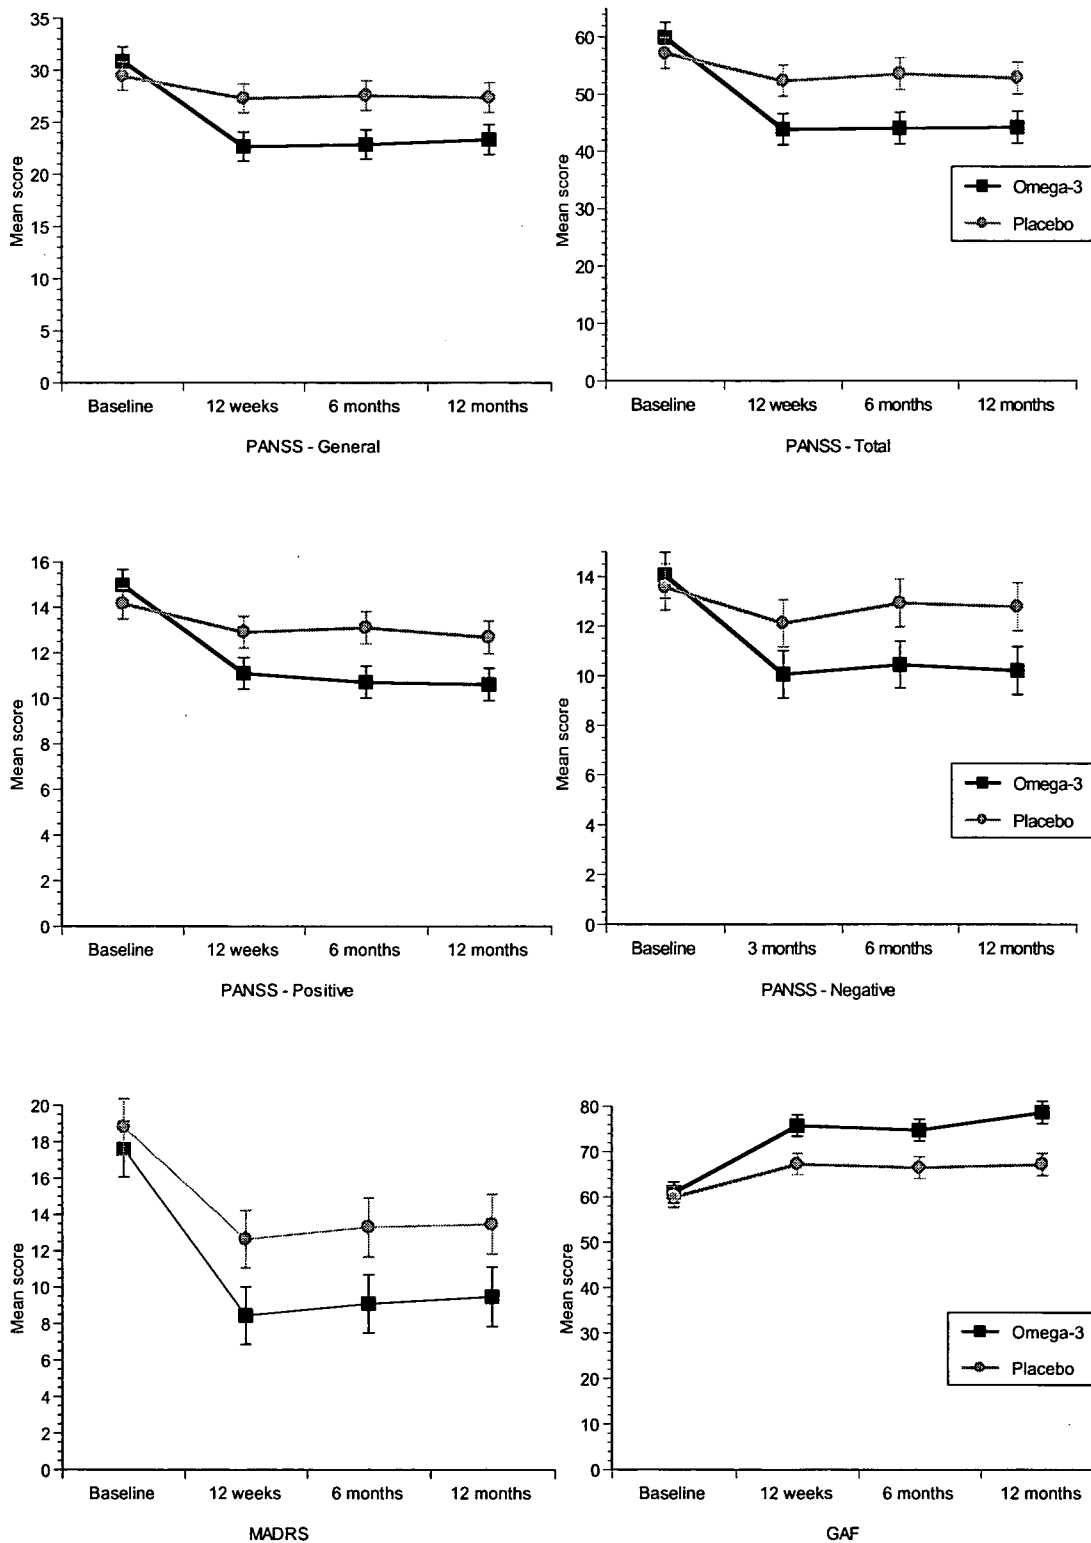 35
30
25
20
15
10
5
0
Mean score
Baseline 12 weeks 6 months 12 months
PANSS - General
60
50
40
30
20
10
0
Mean score
Omega-3
Placebo
Baseline 12 weeks 6 months 12 months
PANSS - Total
16
14
12
10
8
6
4
2
0
Mean score
Baseline 12 weeks 6 months 12 months
PANSS - Positive
14
12
10
8
6
4
2
0
Mean score
Omega-3
Placebo
Baseline 3 months 6 months 12 months
PANSS - Negative
20
18
16
14
12
10
8
6
4
2
0
Mean score
Baseline 12 weeks 6 months 12 months
MADRS
80
70
60
50
40
30
20
10
0
Mean score
Omega-3
Placebo
Baseline 12 weeks 6 months 12 months
GAF